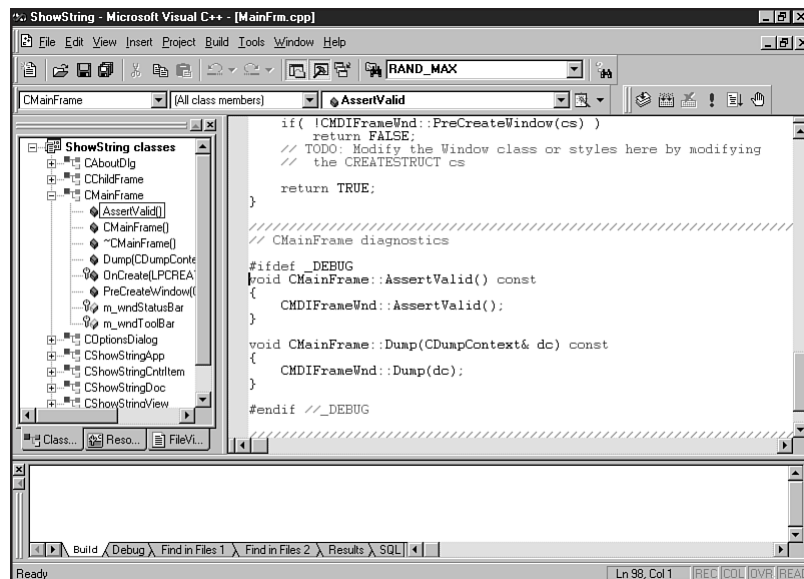 ShowString - Microsoft Visual C++ - [MainFrm.cpp]
File Edit View Insert Project Build Tools Window Help
RAND_MAX
CMainFrame (All class members) AssertValid
ShowString classes
CAboutDlg
CChildFrame
CMainFrame
AssertValid()
CMainFrame()
~CMainFrame()
Dump(CDumpConte
OnCreate(LPCREA
PreCreateWindow(
m_wndStatusBar
m_wndToolBar
COptionsDialog
CShowStringApp
CShowStringCntrItem
CShowStringDoc
CShowStringView
Class... Reso... FileVi...
if( !CMDIFrameWnd::PreCreateWindow(cs) )
return FALSE;
// TODO: Modify the Window class or styles here by modifying
//  the CREATESTRUCT cs
return TRUE;
}
/////////////////////////////////////////////////////////////////////////////
// CMainFrame diagnostics
#ifdef _DEBUG
void CMainFrame::AssertValid() const
{
CMDIFrameWnd::AssertValid();
}
void CMainFrame::Dump(CDumpContext& dc) const
{
CMDIFrameWnd::Dump(dc);
}
#endif //_DEBUG
/////////////////////////////////////////////////////////////////////////////
Build Debug Find in Files 1 Find in Files 2 Results SQL
Ready Ln 98, Col 1 REC COL OVR REA